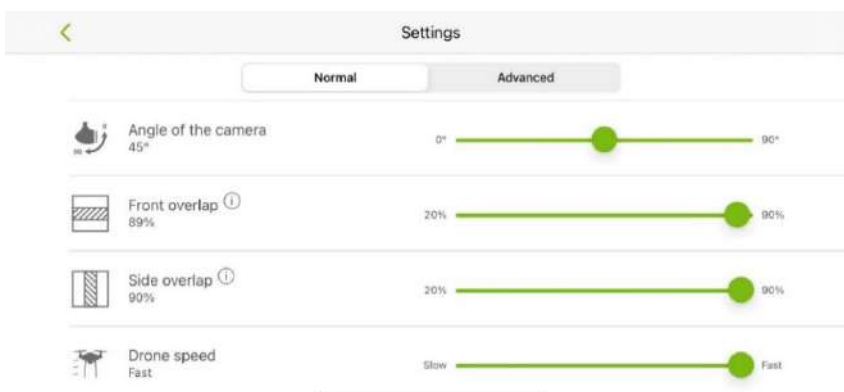 Settings
Normal Advanced
Angle of the camera
45°
0° 90°
Front overlap
89%
20% 90%
Side overlap
90%
20% 90%
Drone speed
Fast
Slow Fast